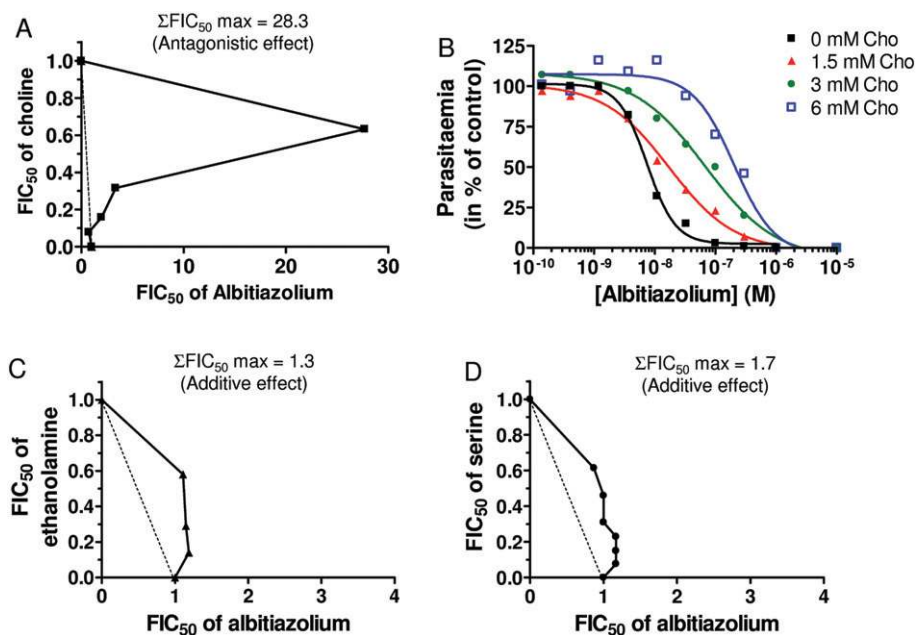 A
ΣFIC50 max = 28.3
(Antagonistic effect)
FIC50 of choline
1.0
0.8
0.6
0.4
0.2
0.0
0
10
20
30
FIC50 of Albitiazolium
B
Parasitaemia
(in % of control)
125
100
75
50
25
0
10-10
10-9
10-8
10-7
10-6
10-5
[Albitiazolium] (M)
0 mM Cho
1.5 mM Cho
3 mM Cho
6 mM Cho
C
ΣFIC50 max = 1.3
(Additive effect)
FIC50 of
ethanolamine
1.0
0.8
0.6
0.4
0.2
0.0
0
1
2
3
4
FIC50 of albitiazolium
D
ΣFIC50 max = 1.7
(Additive effect)
FIC50 of serine
1.0
0.8
0.6
0.4
0.2
0.0
0
1
2
3
4
FIC50 of albitiazolium